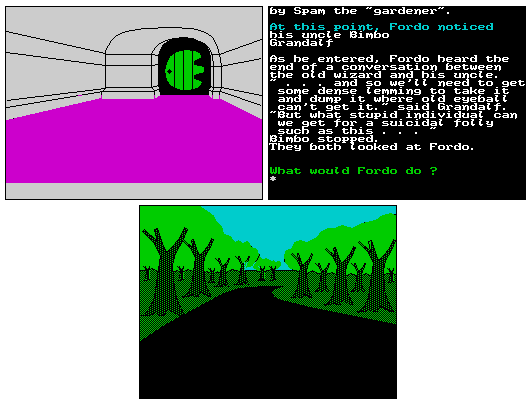 by Spam the "gardener".
At this point, Fordo noticed
his uncle Bimbo
Grandalf
As he entered, Fordo heard the
end of a conversation between
the old wizard and his uncle.
" . . . and so we'll need to get
some dense lemming to take it
and dump it where old eyeball
can't get it." said Grandalf.
"But what stupid individual can
we get for a suicidal folly
such as this . . . "
Bimbo stopped.
They both looked at Fordo.
What would Fordo do ?
*